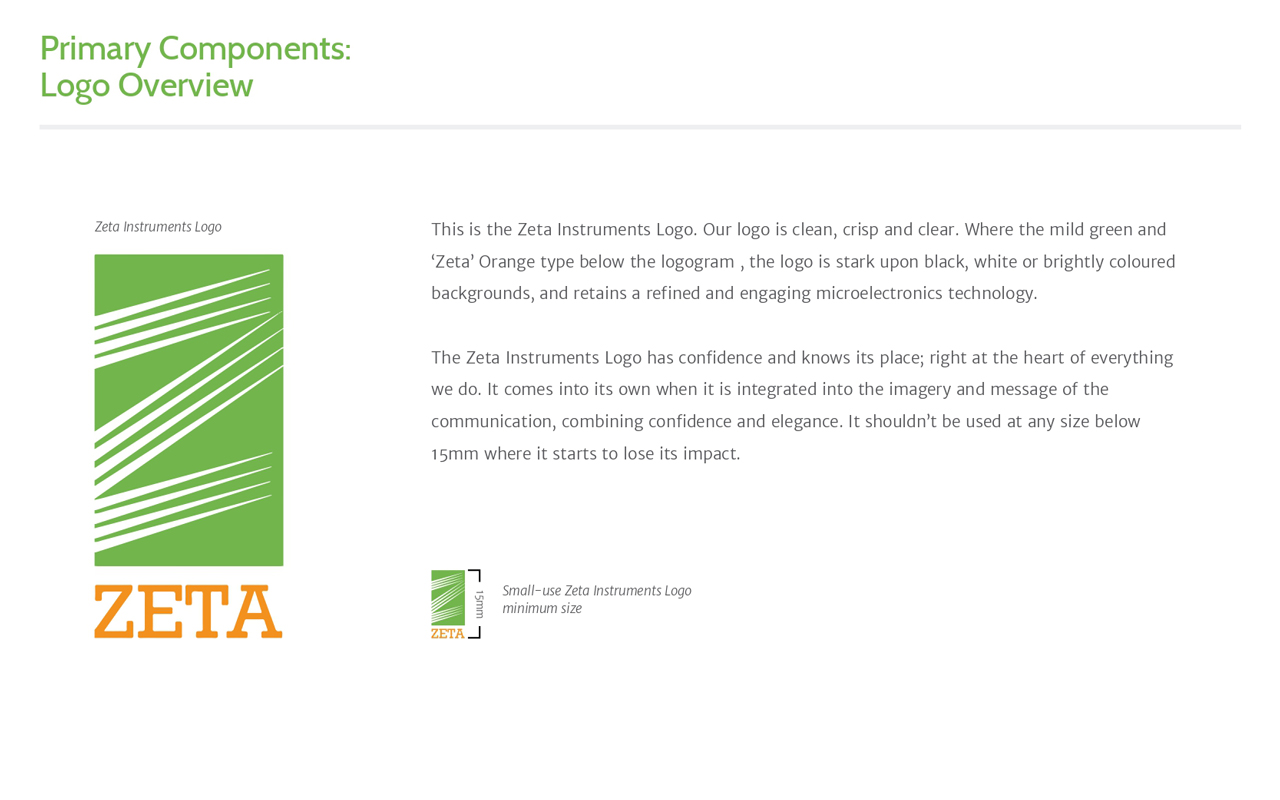 Primary Components:
Logo Overview
Zeta Instruments Logo
ZETA
This is the Zeta Instruments Logo. Our logo is clean, crisp and clear. Where the mild green and
‘Zeta’ Orange type below the logogram , the logo is stark upon black, white or brightly coloured
backgrounds, and retains a refined and engaging microelectronics technology.
The Zeta Instruments Logo has confidence and knows its place; right at the heart of everything
we do. It comes into its own when it is integrated into the imagery and message of the
communication, combining confidence and elegance. It shouldn’t be used at any size below
15mm where it starts to lose its impact.
ZETA
15mm
Small-use Zeta Instruments Logo
minimum size